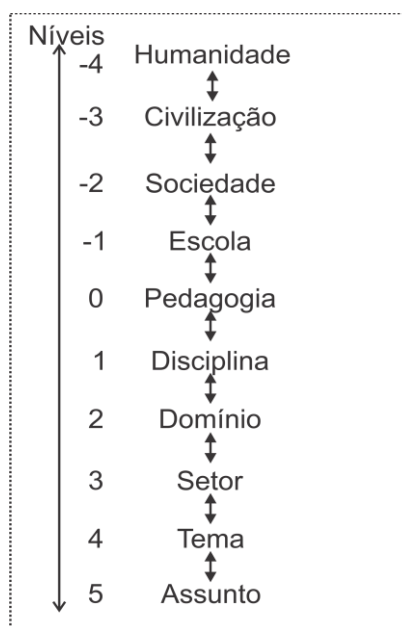 Níveis
-4 Humanidade
-3 Civilização
-2 Sociedade
-1 Escola
0 Pedagogia
1 Disciplina
2 Domínio
3 Setor
4 Tema
5 Assunto